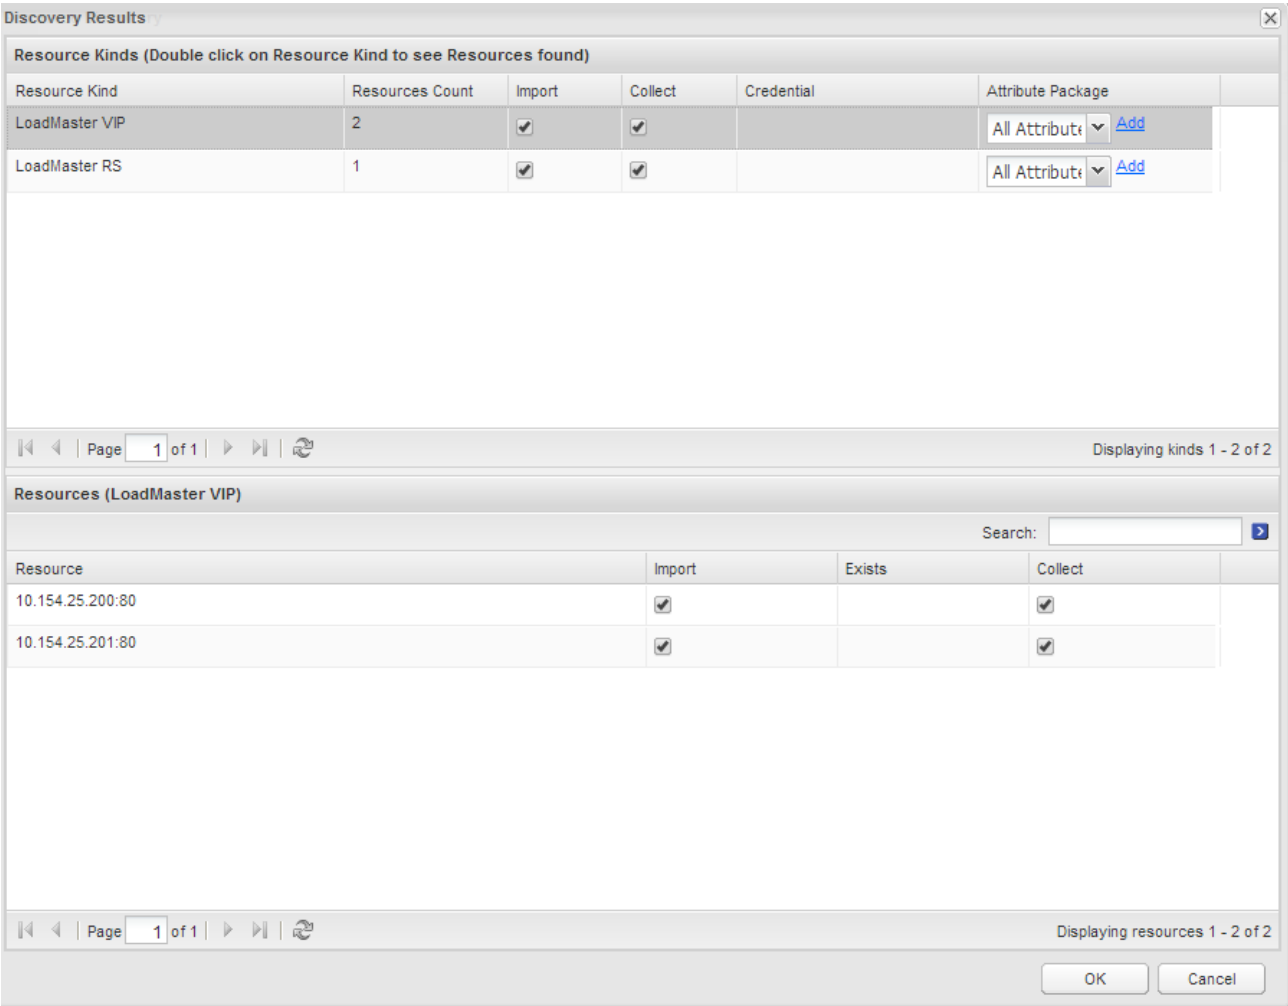 Discovery Results
Resource Kinds (Double click on Resource Kind to see Resources found)
Resource Kind Resources Count Import Collect Credential Attribute Package
LoadMaster VIP 2 All Attribute Add
LoadMaster RS 1 All Attribute Add
Page 1 of 1 Displaying kinds 1 - 2 of 2
Resources (LoadMaster VIP)
Search:
Resource Import Exists Collect
10.154.25.200:80
10.154.25.201:80
Page 1 of 1 Displaying resources 1 - 2 of 2
OK Cancel